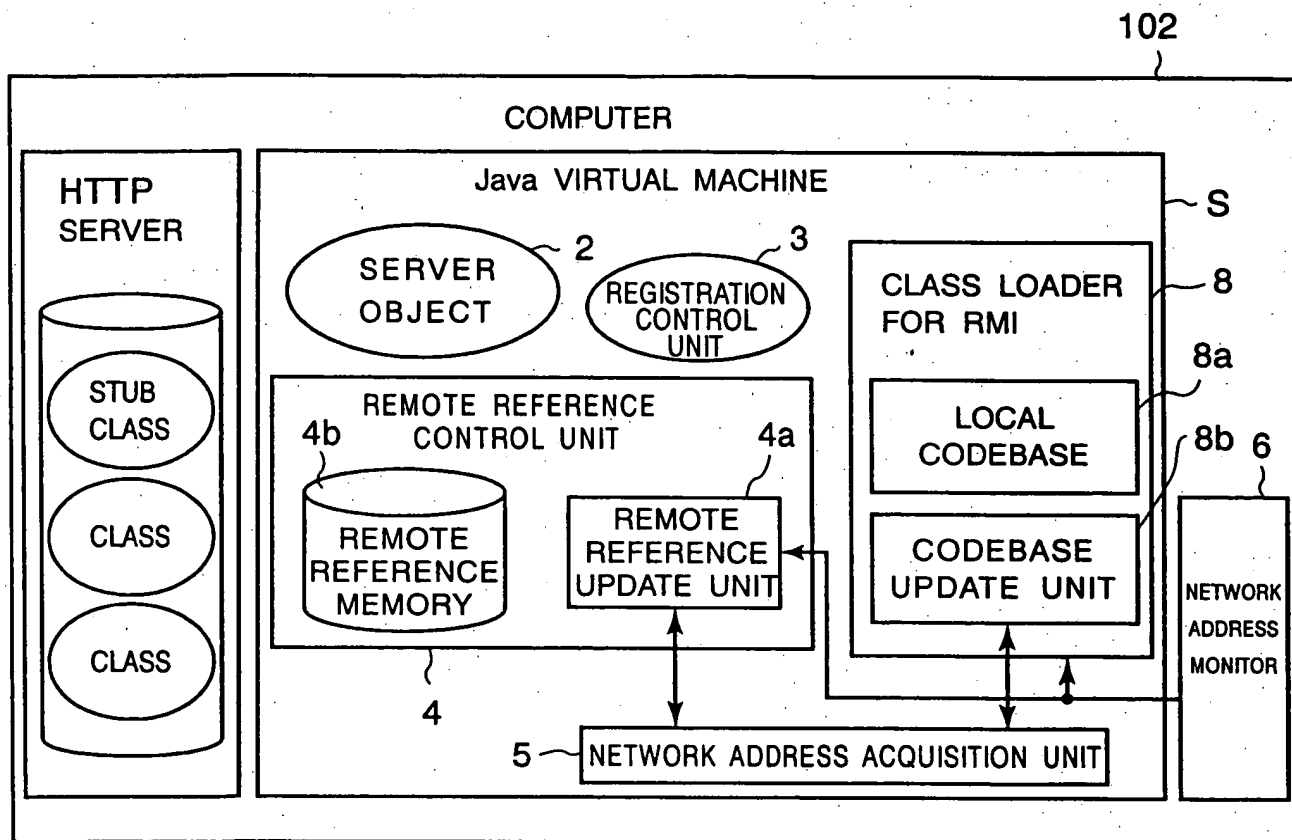 102
COMPUTER
HTTP
SERVER
STUB
CLASS
CLASS
CLASS
Java VIRTUAL MACHINE
S
SERVER
OBJECT
2
REGISTRATION
CONTROL
UNIT
3
CLASS LOADER
FOR RMI
8
LOCAL
CODEBASE
8a
CODEBASE
UPDATE UNIT
8b
REMOTE REFERENCE
CONTROL UNIT
4b
REMOTE
REFERENCE
MEMORY
4a
REMOTE
REFERENCE
UPDATE UNIT
4
5
NETWORK ADDRESS ACQUISITION UNIT
6
NETWORK
ADDRESS
MONITOR